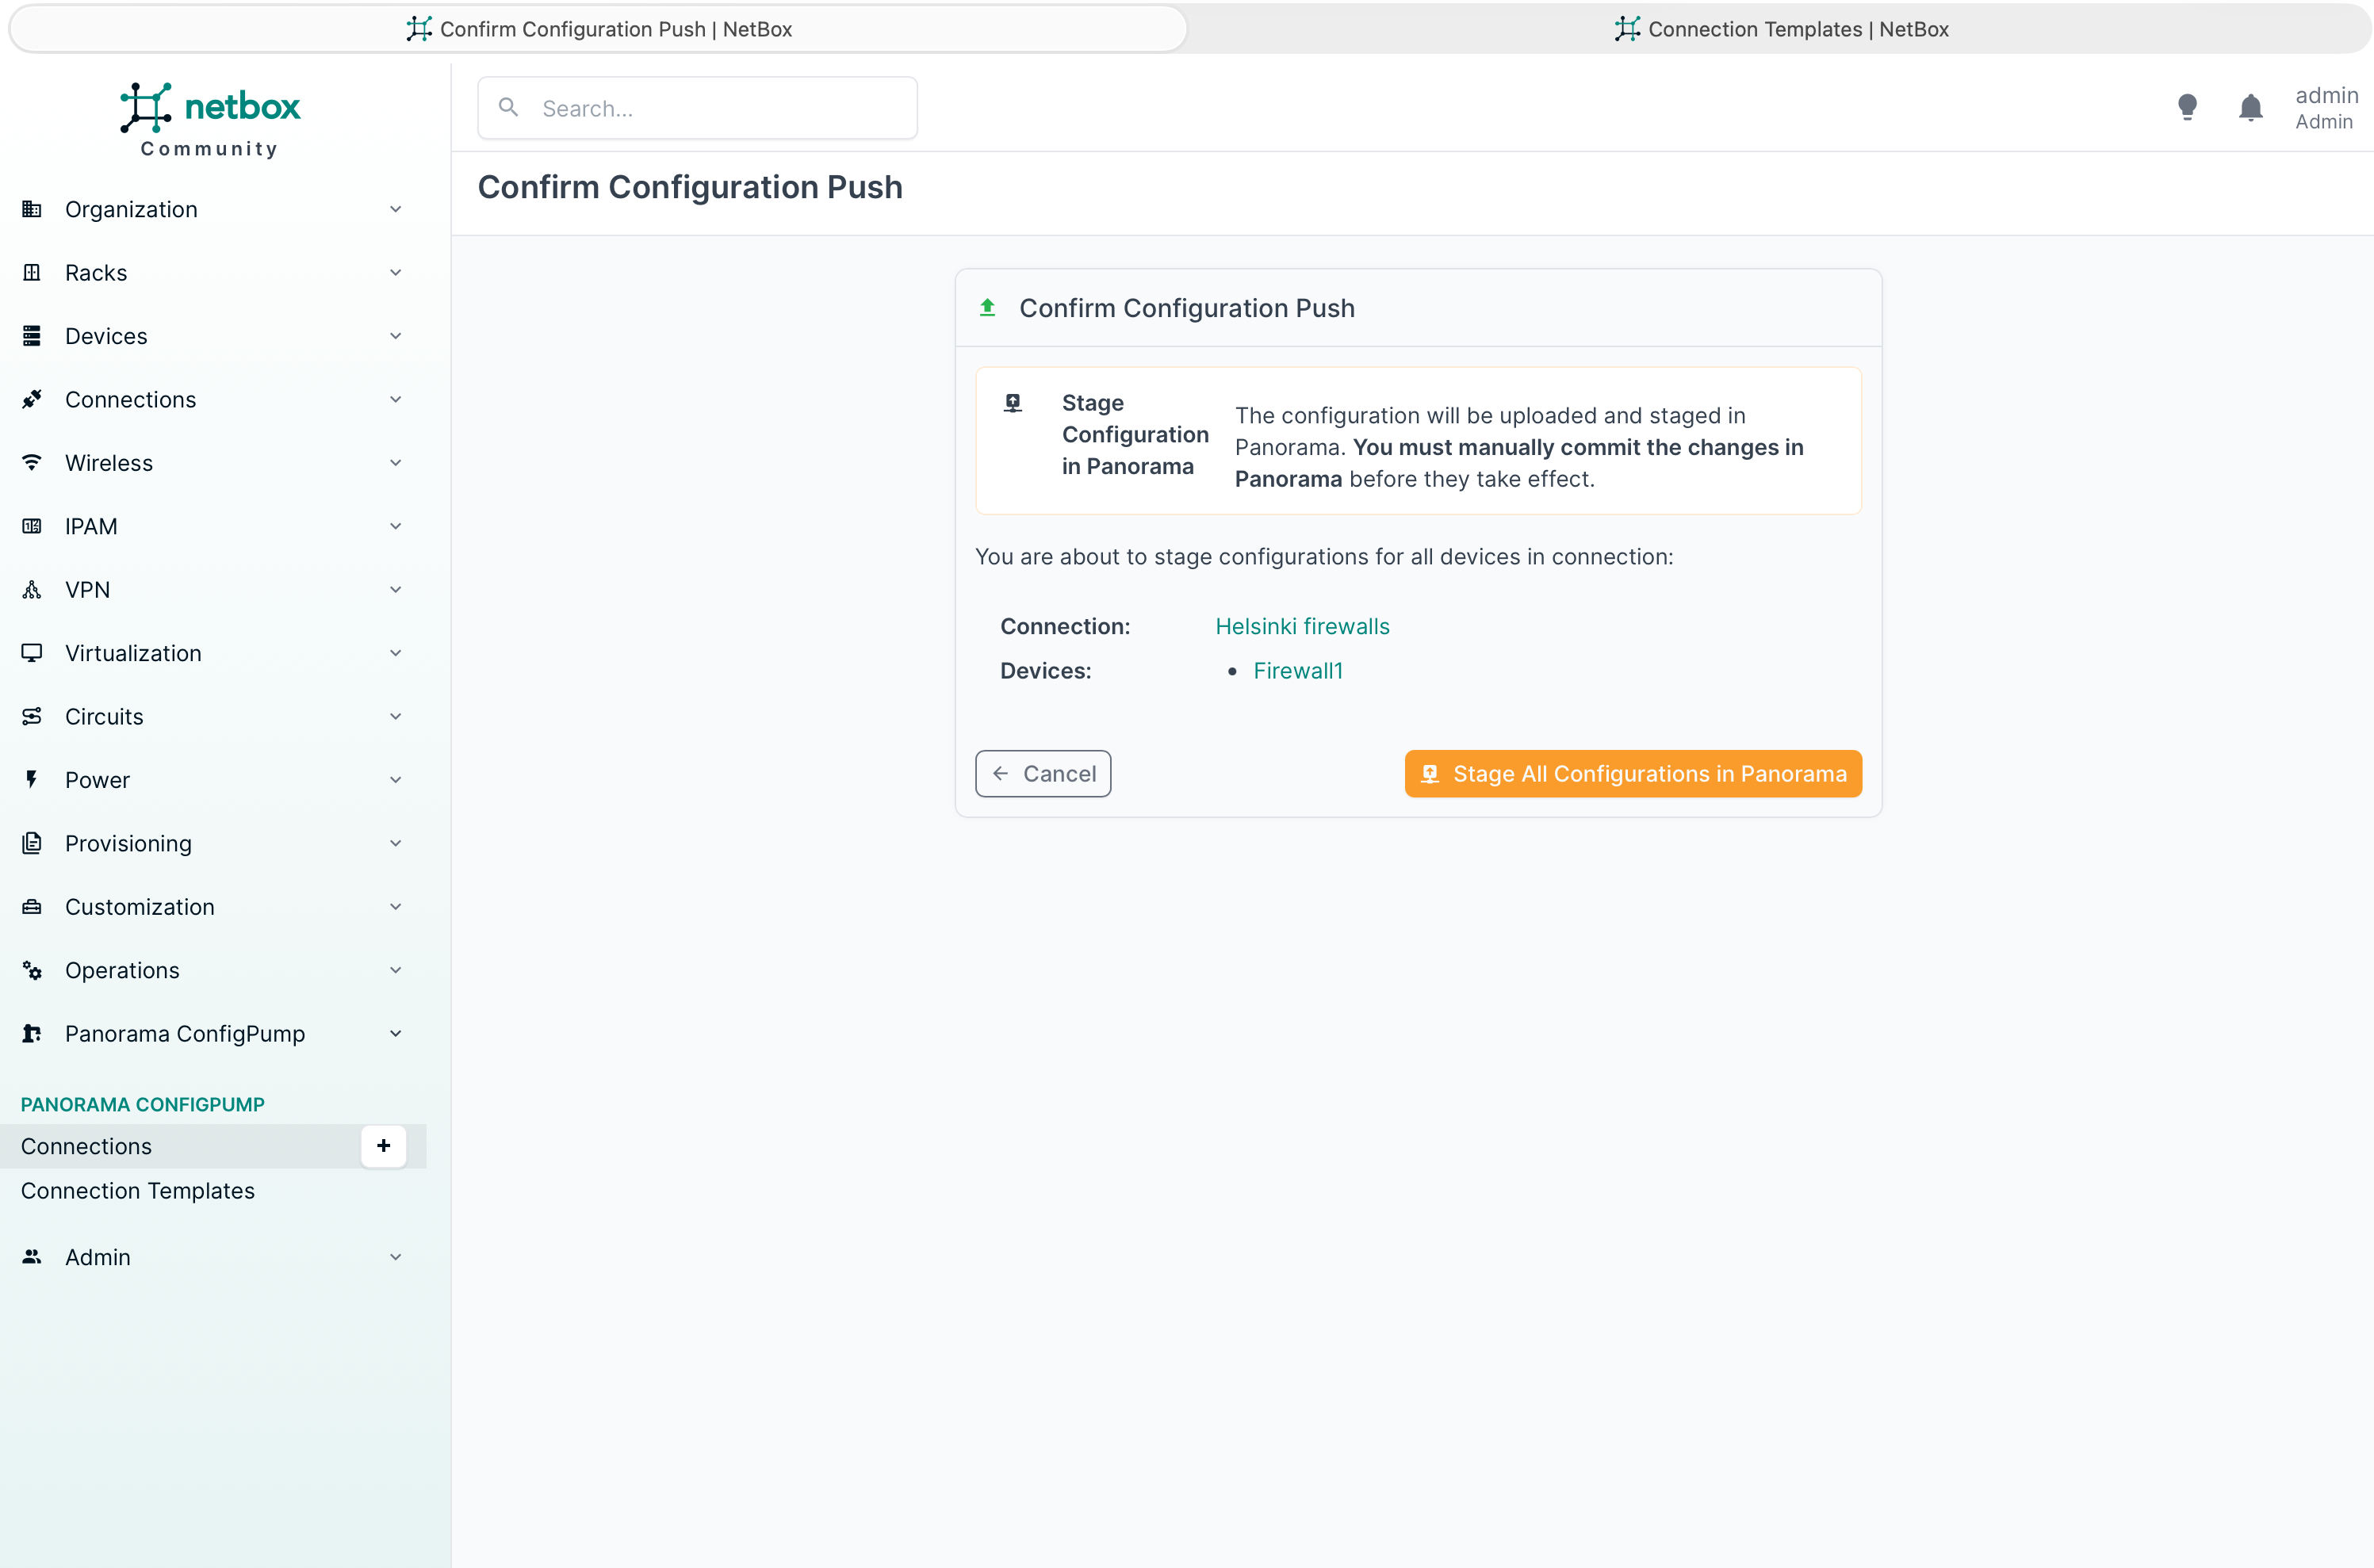 Confirm Configuration Push | NetBox
Connection Templates | NetBox
netbox
Community
Search...
admin
Admin
Organization
Racks
Devices
Connections
Wireless
IPAM
VPN
Virtualization
Circuits
Power
Provisioning
Customization
Operations
Panorama ConfigPump
PANORAMA CONFIGPUMP
Connections
+
Connection Templates
Admin
Confirm Configuration Push
Confirm Configuration Push
Stage
Configuration
in Panorama
The configuration will be uploaded and staged in
Panorama. You must manually commit the changes in
Panorama before they take effect.
You are about to stage configurations for all devices in connection:
Connection: Helsinki firewalls
Devices: • Firewall1
Cancel
Stage All Configurations in Panorama